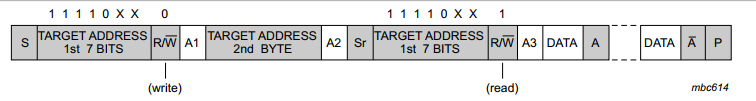 1 1 1 1 0 X X 0 1 1 1 1 0 X X 1
S TARGET ADDRESS 1st 7 BITS R/W̅ A1 TARGET ADDRESS 2nd BYTE A2 Sr TARGET ADDRESS 1st 7 BITS R/W̅ A3 DATA A DATA A̅ P
(write) (read) mbc614